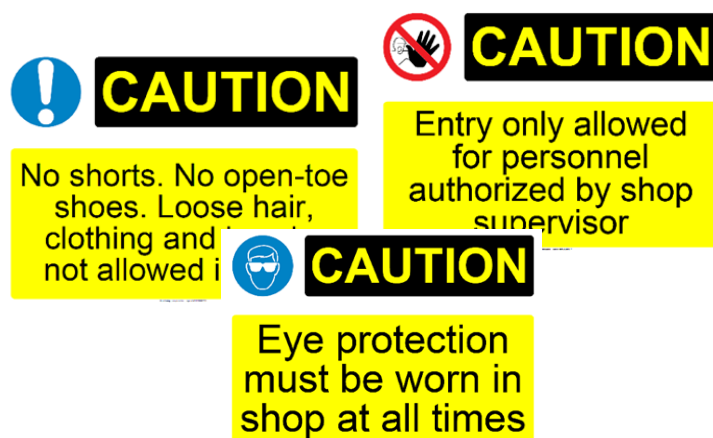 CAUTION
No shorts. No open-toe
shoes. Loose hair,
clothing and
not allowed
CAUTION
Entry only allowed
for personnel
authorized by shop
supervisor
CAUTION
Eye protection
must be worn in
shop at all times